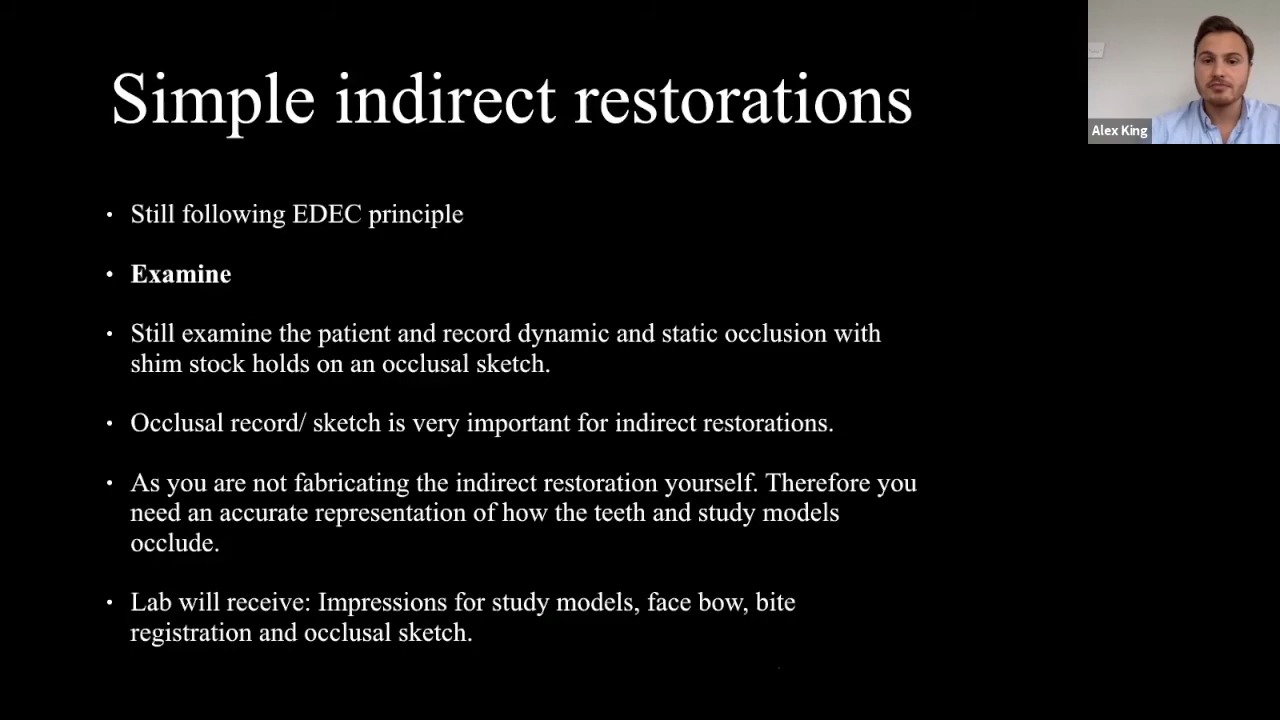 Simple indirect restorations
Alex King
• Still following EDEC principle
• Examine
• Still examine the patient and record dynamic and static occlusion with
shim stock holds on an occlusal sketch.
• Occlusal record/ sketch is very important for indirect restorations.
• As you are not fabricating the indirect restoration yourself. Therefore you
need an accurate representation of how the teeth and study models
occlude.
• Lab will receive: Impressions for study models, face bow, bite
registration and occlusal sketch.